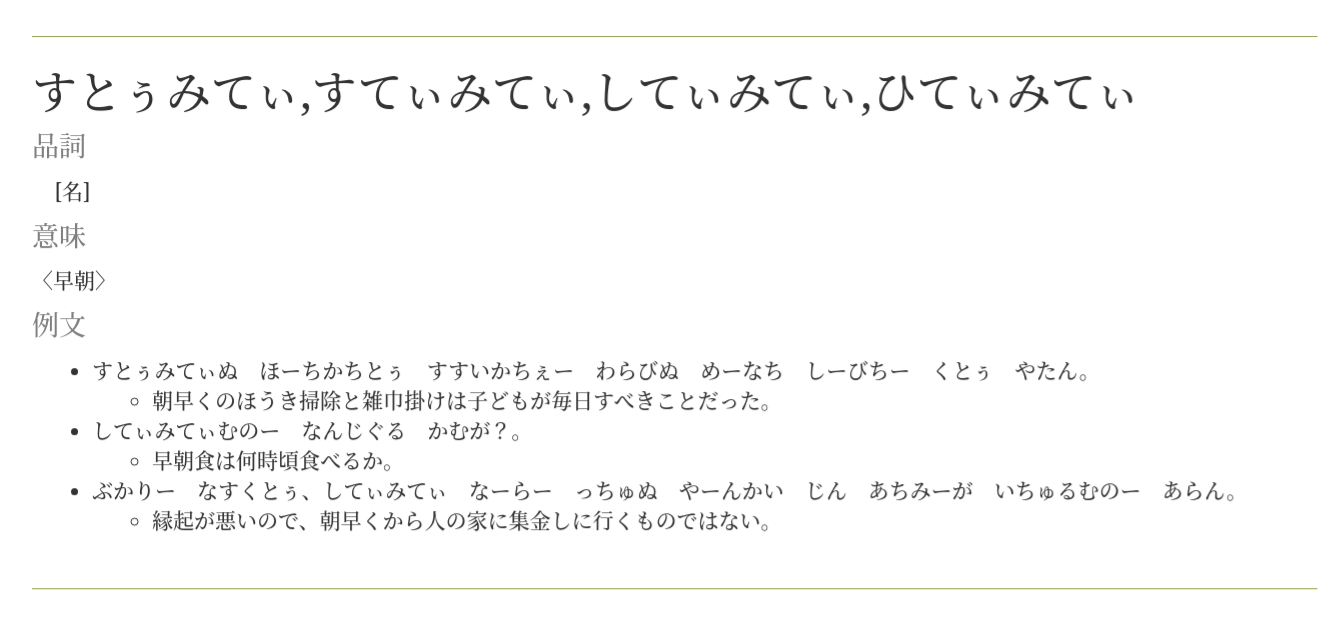 すとぅみてぃ,すてぃみてぃ,してぃみてぃ,ひてぃみてぃ
品詞
[名]
意味
〈早朝〉
例文
すとぅみてぃぬ　ほーちかちとぅ　すすいかちぇー　わらびぬ　めーなち　しーびちー　くとぅ　やたん。
朝早くのほうき掃除と雑巾掛けは子どもが毎日すべきことだった。
してぃみてぃむのー　なんじぐる　かむが？。
早朝食は何時頃食べるか。
ぶかりー　なすくとぅ、してぃみてぃ　なーらー　っちゅぬ　やーんかい　じん　あちみーが　いちゅるむのー　あらん。
縁起が悪いので、朝早くから人の家に集金しに行くものではない。